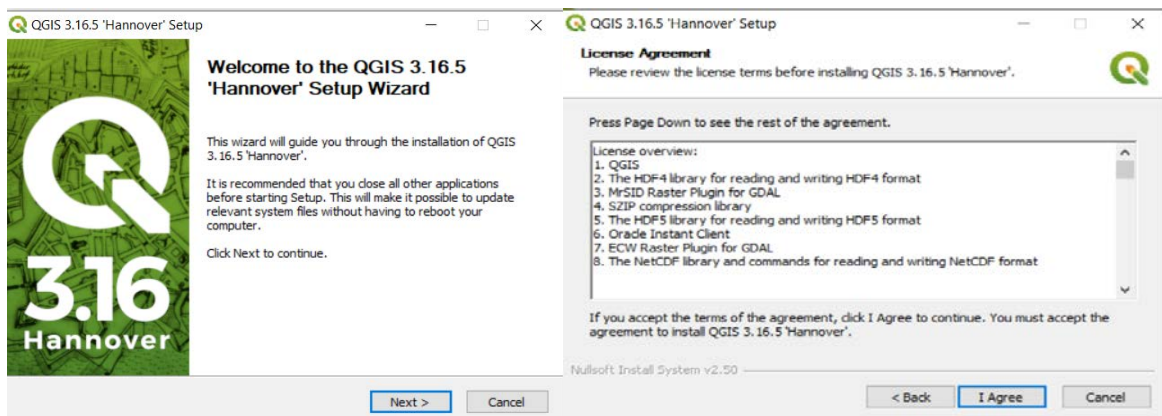 QGIS 3.16.5 'Hannover' Setup
3.16
Hannover
Welcome to the QGIS 3.16.5
'Hannover' Setup Wizard
This wizard will guide you through the installation of QGIS
3.16.5 'Hannover'.
It is recommended that you close all other applications
before starting Setup. This will make it possible to update
relevant system files without having to reboot your
computer.
Click Next to continue.
Next >
Cancel
QGIS 3.16.5 'Hannover' Setup
License Agreement
Please review the license terms before installing QGIS 3.16.5 'Hannover'.
Press Page Down to see the rest of the agreement.
License overview:
1. QGIS
2. The HDF4 library for reading and writing HDF4 format
3. MrSID Raster Plugin for GDAL
4. SZIP compression library
5. The HDF5 library for reading and writing HDF5 format
6. Oracle Instant Client
7. ECW Raster Plugin for GDAL
8. The NetCDF library and commands for reading and writing NetCDF format
If you accept the terms of the agreement, click I Agree to continue. You must accept the
agreement to install QGIS 3.16.5 'Hannover'.
Nullsoft Install System v2.50
< Back
I Agree
Cancel